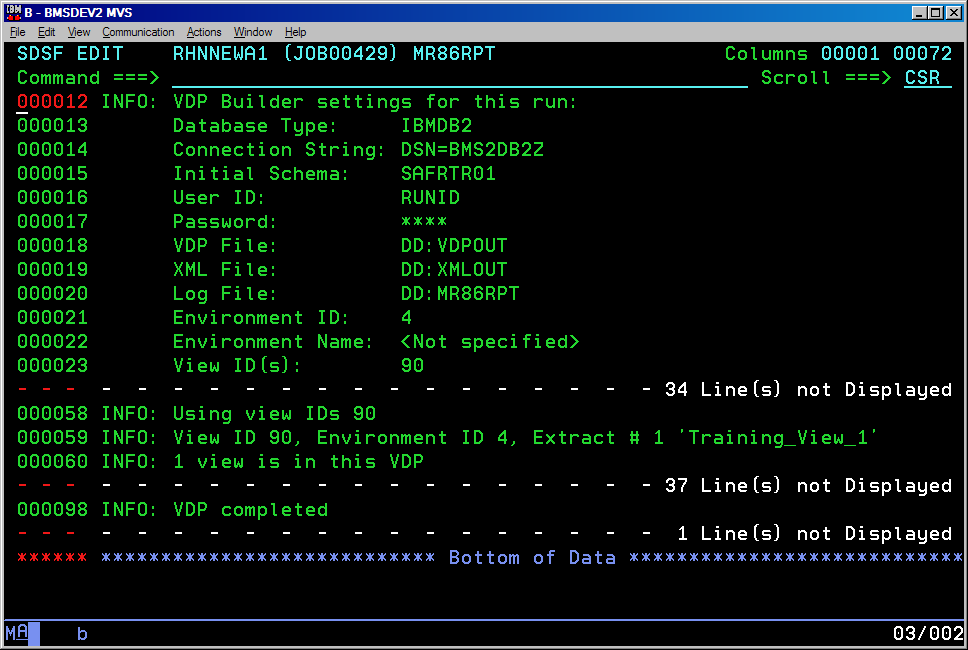 IBM B - BMSDEV2 MVS
File Edit View Communication Actions Window Help
SDSF EDIT RHNNEWA1 (JOB00429) MR86RPT Columns 00001 00072
Command ===> Scroll ===> CSR
000012 INFO: VDP Builder settings for this run:
000013 Database Type: IBMDB2
000014 Connection String: DSN=BMS2DB2Z
000015 Initial Schema: SAFRTR01
000016 User ID: RUNID
000017 Password: ****
000018 VDP File: DD:VDPOUT
000019 XML File: DD:XMLOUT
000020 Log File: DD:MR86RPT
000021 Environment ID: 4
000022 Environment Name: <Not specified>
000023 View ID(s): 90
- - - - - - - - - - - - - - - - - - - 34 Line(s) not Displayed
000058 INFO: Using view IDs 90
000059 INFO: View ID 90, Environment ID 4, Extract # 1 'Training_View_1'
000060 INFO: 1 view is in this VDP
- - - - - - - - - - - - - - - - - - - 37 Line(s) not Displayed
000098 INFO: VDP completed
- - - - - - - - - - - - - - - - - - - 1 Line(s) not Displayed
****** **************************** Bottom of Data ****************************
MA b 03/002